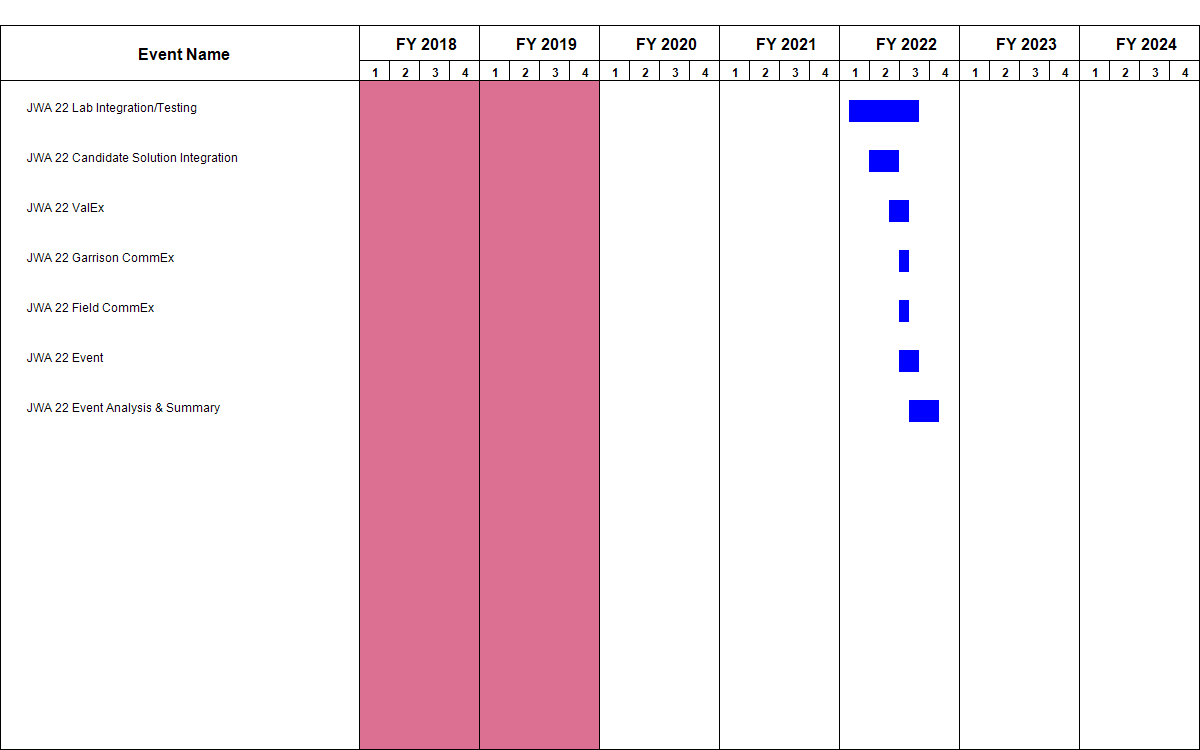 Event Name FY 2018 FY 2019 FY 2020 FY 2021 FY 2022 FY 2023 FY 2024
1 2 3 4 1 2 3 4 1 2 3 4 1 2 3 4 1 2 3 4 1 2 3 4 1 2 3 4
JWA 22 Lab Integration/Testing
JWA 22 Candidate Solution Integration
JWA 22 ValEx
JWA 22 Garrison CommEx
JWA 22 Field CommEx
JWA 22 Event
JWA 22 Event Analysis & Summary